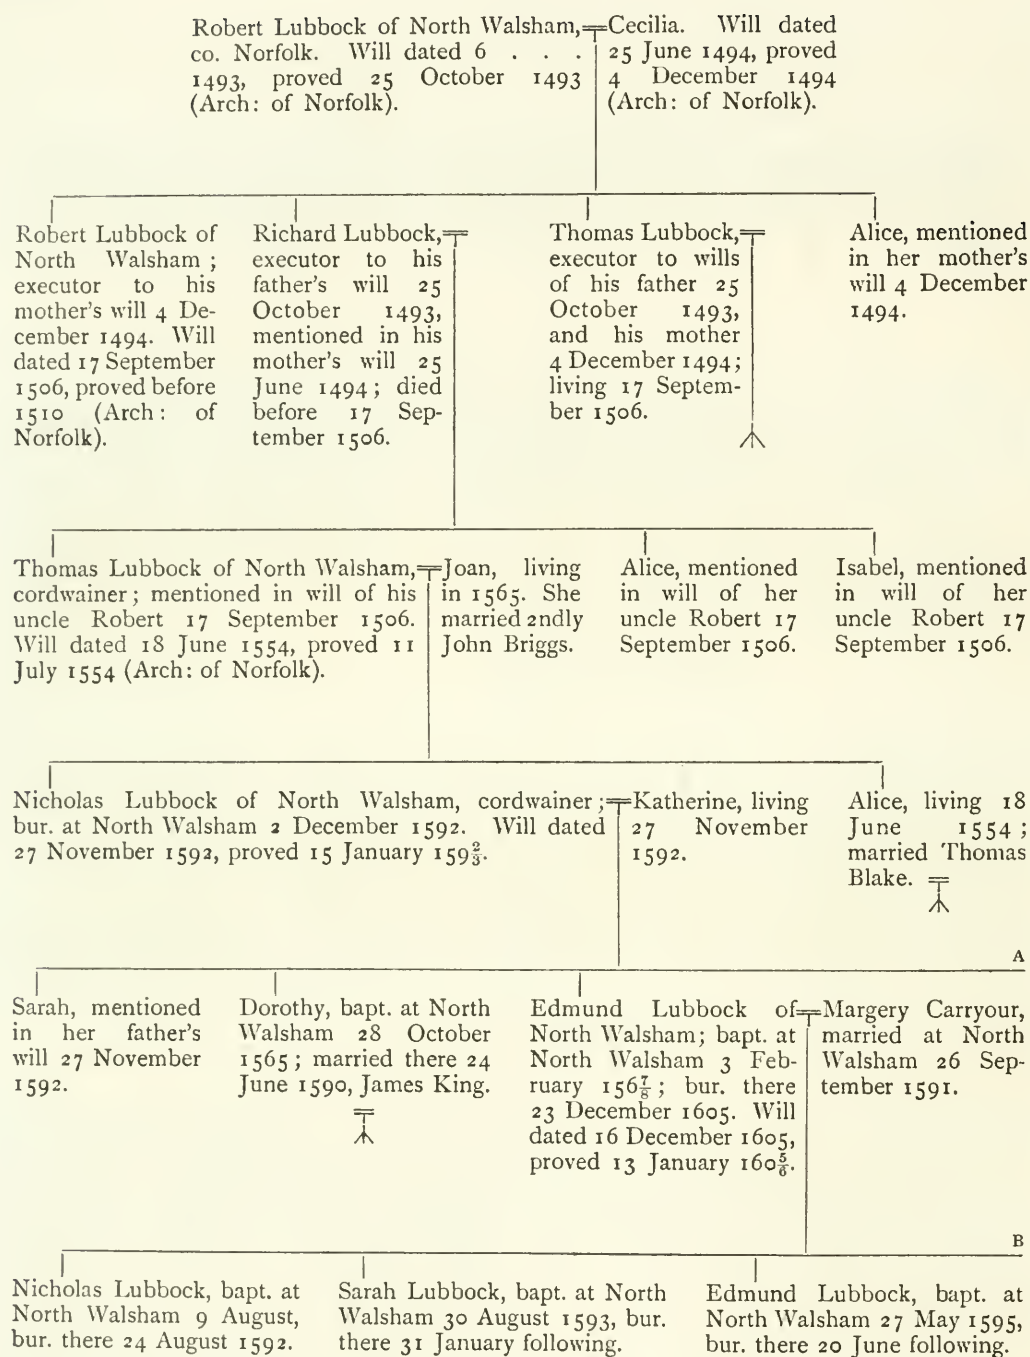 Robert Lubbock of North Walsham,
co. Norfolk. Will dated 6 . . .
1493, proved 25 October 1493
(Arch: of Norfolk).
Cecilia. Will dated
25 June 1494, proved
4 December 1494
(Arch: of Norfolk).
Robert Lubbock of
North Walsham;
executor to his
mother's will 4 De-
cember 1494. Will
dated 17 September
1506, proved before
1510 (Arch: of
Norfolk).
Richard Lubbock,
executor to his
father's will 25
October 1493,
mentioned in his
mother's will 25
June 1494; died
before 17 Sep-
tember 1506.
Thomas Lubbock,
executor to wills
of his father 25
October 1493,
and his mother
4 December 1494;
living 17 Septem-
ber 1506.
Alice, mentioned
in her mother's
will 4 December
1494.
Thomas Lubbock of North Walsham,
cordwainer; mentioned in will of his
uncle Robert 17 September 1506.
Will dated 18 June 1554, proved 11
July 1554 (Arch: of Norfolk).
Joan, living
in 1565. She
married 2ndly
John Briggs.
Alice, mentioned
in will of her
uncle Robert 17
September 1506.
Isabel, mentioned
in will of her
uncle Robert 17
September 1506.
Nicholas Lubbock of North Walsham, cordwainer;
bur. at North Walsham 2 December 1592. Will dated
27 November 1592, proved 15 January 159⅔.
Katherine, living
27 November
1592.
Alice, living 18
June 1554;
married Thomas
Blake.
A
Sarah, mentioned
in her father's
will 27 November
1592.
Dorothy, bapt. at North
Walsham 28 October
1565; married there 24
June 1590, James King.
Edmund Lubbock of
North Walsham; bapt. at
North Walsham 3 Feb-
ruary 156⅞; bur. there
23 December 1605. Will
dated 16 December 1605,
proved 13 January 160⅚.
Margery Carryour,
married at North
Walsham 26 Sep-
tember 1591.
B
Nicholas Lubbock, bapt. at
North Walsham 9 August,
bur. there 24 August 1592.
Sarah Lubbock, bapt. at North
Walsham 30 August 1593, bur.
there 31 January following.
Edmund Lubbock, bapt. at
North Walsham 27 May 1595,
bur. there 20 June following.